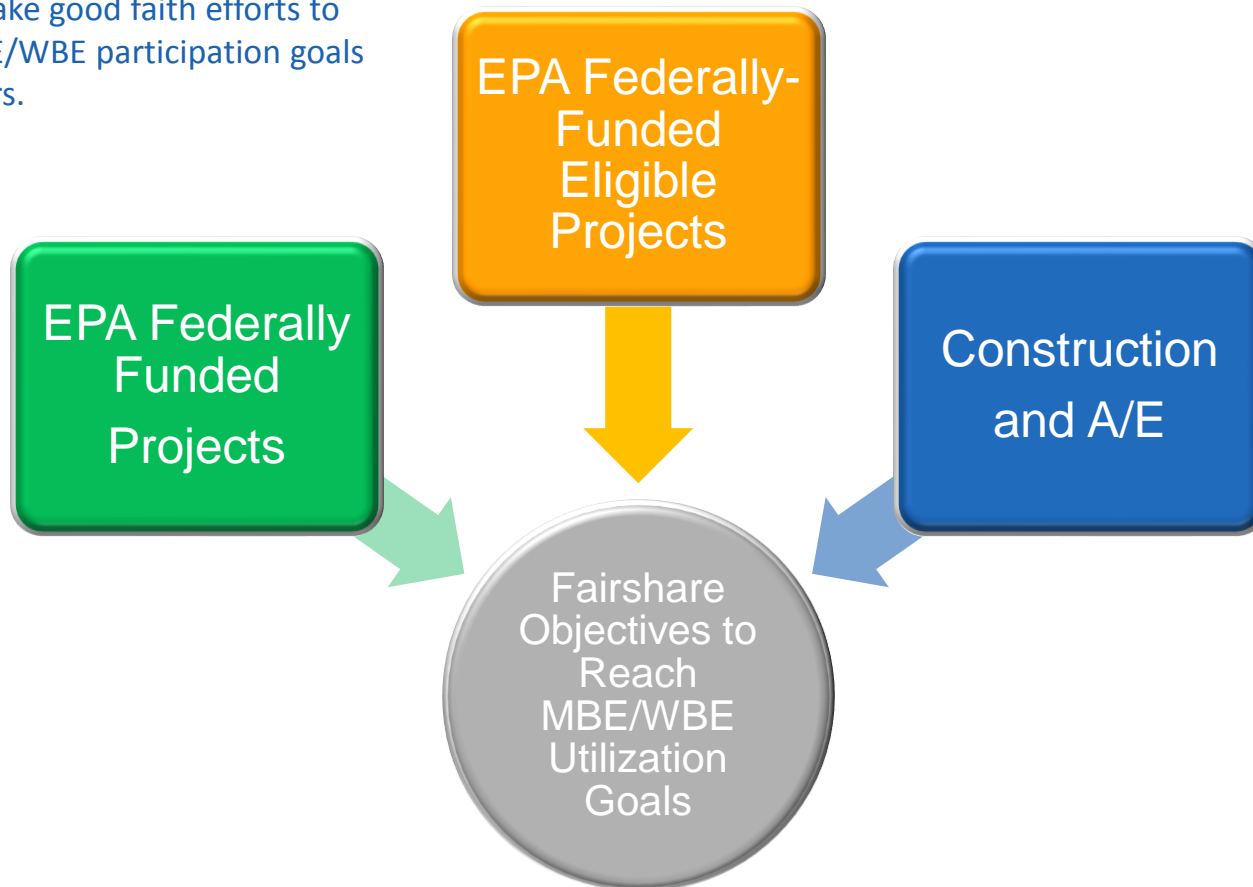 ake good faith efforts to
E/WBE participation goals
rs.
EPA Federally-
Funded
Eligible
Projects
EPA Federally
Funded
Projects
Construction
and A/E
Fairshare
Objectives to
Reach
MBE/WBE
Utilization
Goals